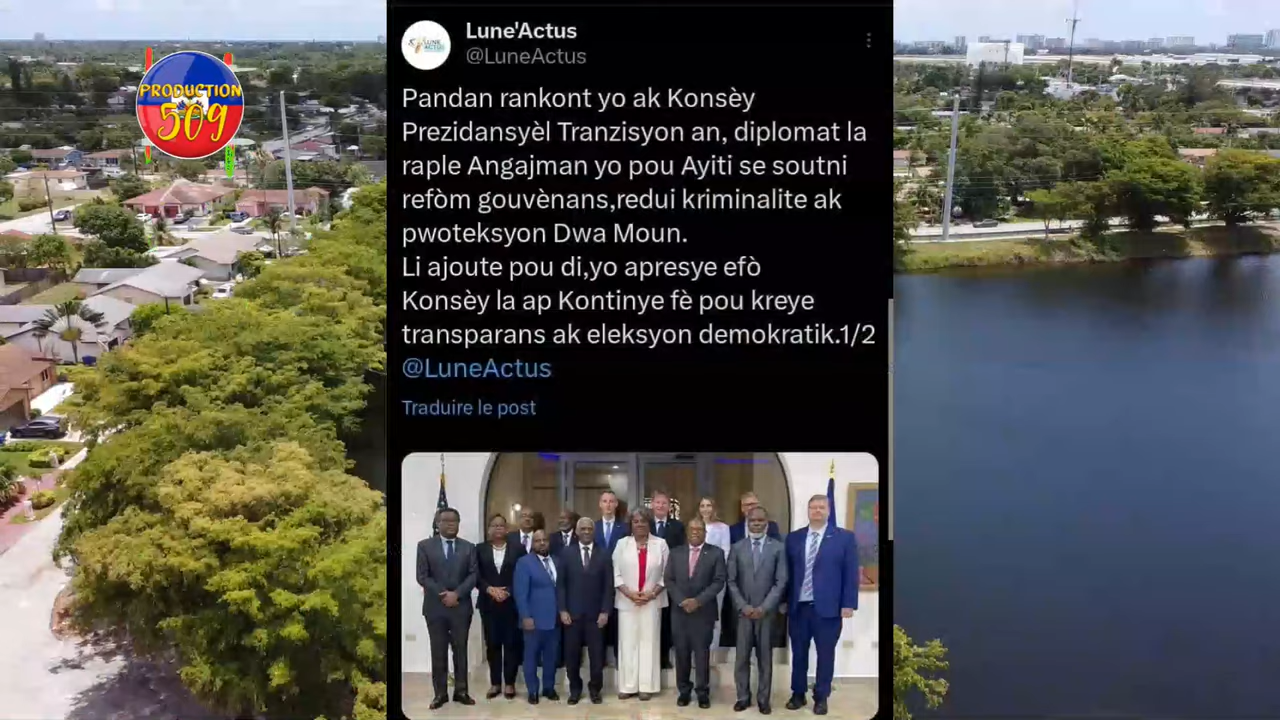 PRODUCTION
509
LUNE
ACTUS
Lune'Actus
@LuneActus
Pandan rankont yo ak Konsèy
Prezidansyèl Tranzisyon an, diplomat la
raple Angajman yo pou Ayiti se soutni
refòm gouvènans,redui kriminalite ak
pwoteksyon Dwa Moun.
Li ajoute pou di,yo apresye efò
Konsèy la ap Kontinye fè pou kreye
transparans ak eleksyon demokratik.1/2
@LuneActus
Traduire le post